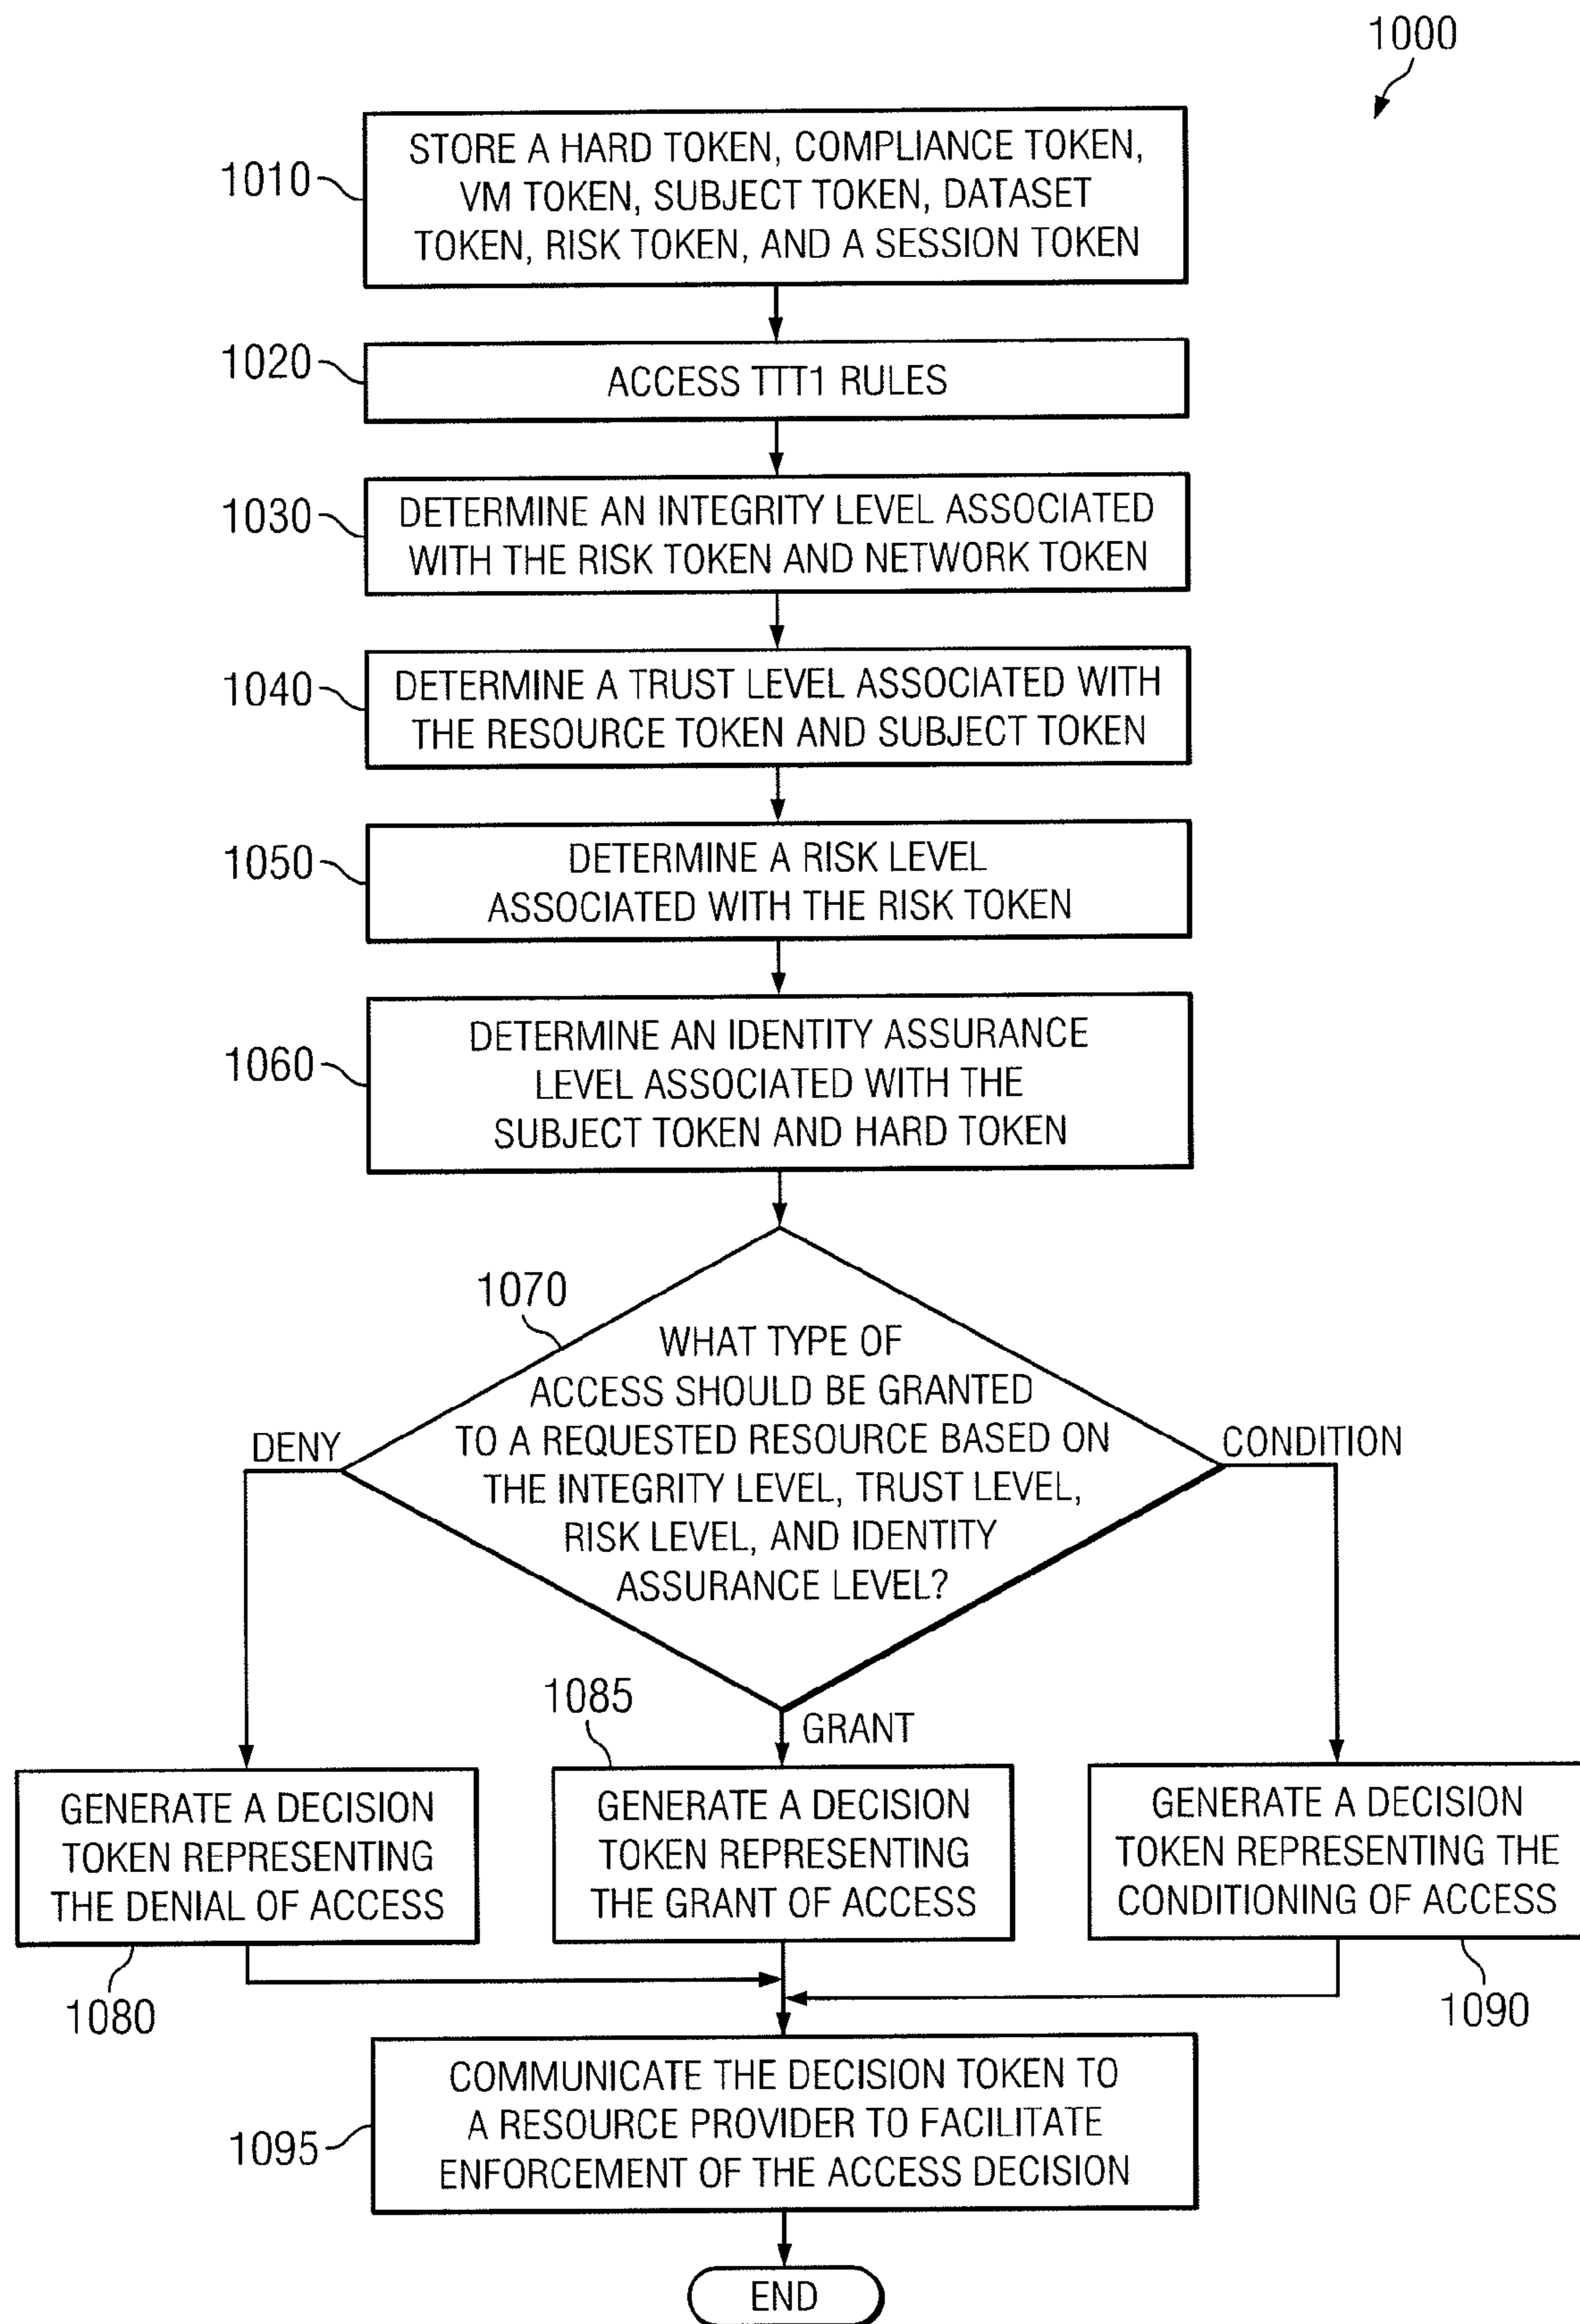 1000
1010
STORE A HARD TOKEN, COMPLIANCE TOKEN,
VM TOKEN, SUBJECT TOKEN, DATASET
TOKEN, RISK TOKEN, AND A SESSION TOKEN
1020
ACCESS TTT1 RULES
1030
DETERMINE AN INTEGRITY LEVEL ASSOCIATED
WITH THE RISK TOKEN AND NETWORK TOKEN
1040
DETERMINE A TRUST LEVEL ASSOCIATED WITH
THE RESOURCE TOKEN AND SUBJECT TOKEN
1050
DETERMINE A RISK LEVEL
ASSOCIATED WITH THE RISK TOKEN
1060
DETERMINE AN IDENTITY ASSURANCE
LEVEL ASSOCIATED WITH THE
SUBJECT TOKEN AND HARD TOKEN
1070
WHAT TYPE OF
ACCESS SHOULD BE GRANTED
TO A REQUESTED RESOURCE BASED ON
THE INTEGRITY LEVEL, TRUST LEVEL,
RISK LEVEL, AND IDENTITY
ASSURANCE LEVEL?
DENY
CONDITION
GRANT
GENERATE A DECISION
TOKEN REPRESENTING
THE DENIAL OF ACCESS
1080
1085
GENERATE A DECISION
TOKEN REPRESENTING
THE GRANT OF ACCESS
GENERATE A DECISION
TOKEN REPRESENTING THE
CONDITIONING OF ACCESS
1090
1095
COMMUNICATE THE DECISION TOKEN TO
A RESOURCE PROVIDER TO FACILITATE
ENFORCEMENT OF THE ACCESS DECISION
END